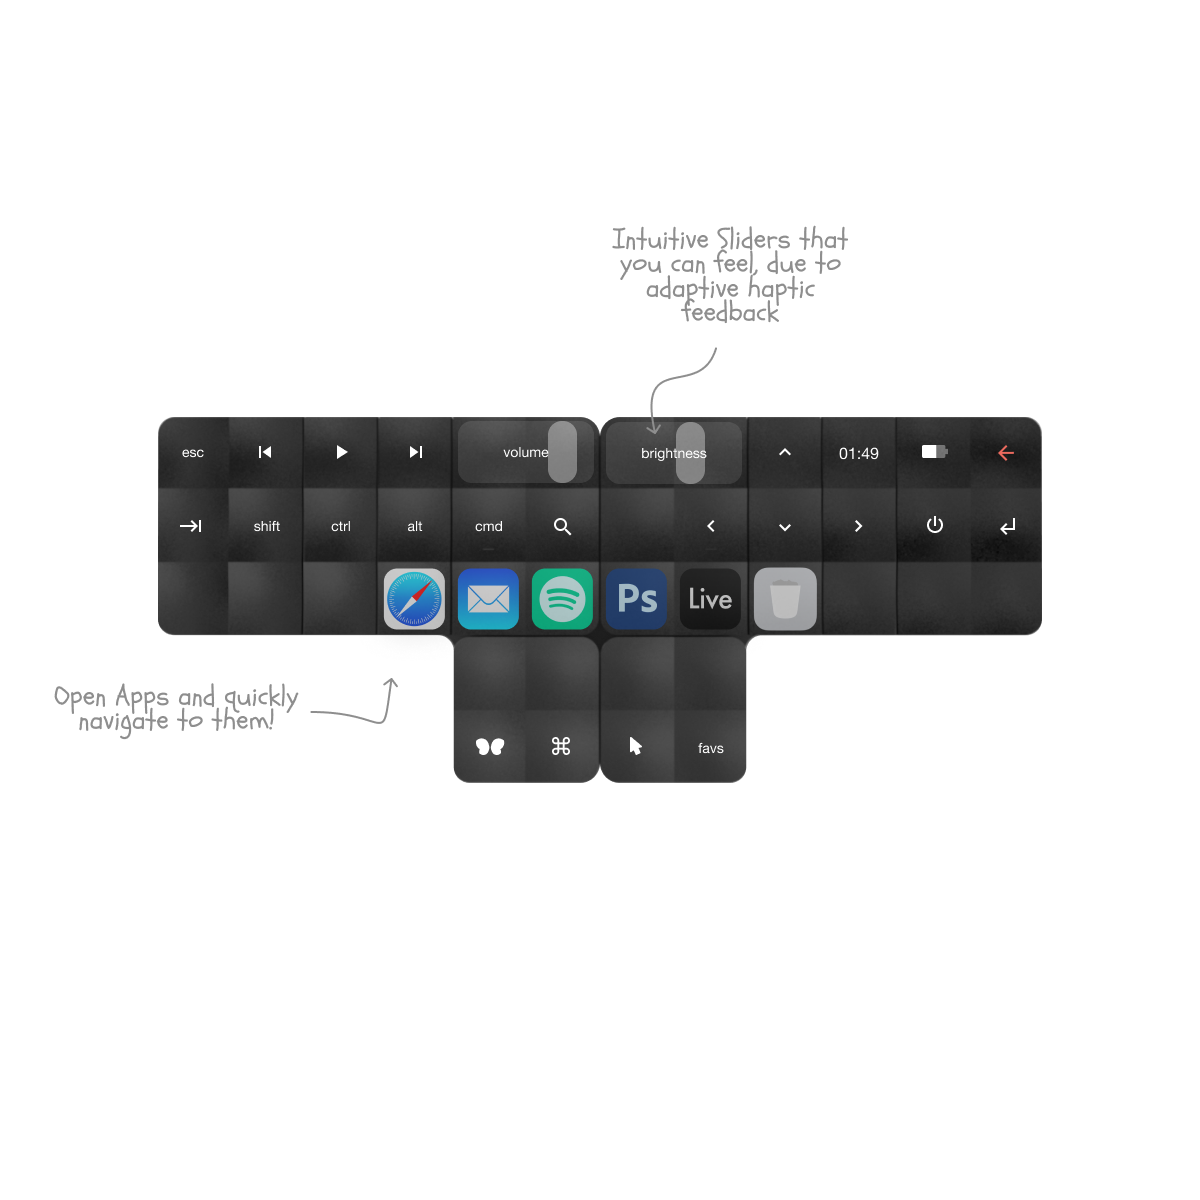 Intuitive Sliders that
you can feel, due to
adaptive haptic
feedback
esc
volume
brightness
01:49
shift
ctrl
alt
cmd
Ps
Live
Open Apps and quickly
navigate to them!
favs